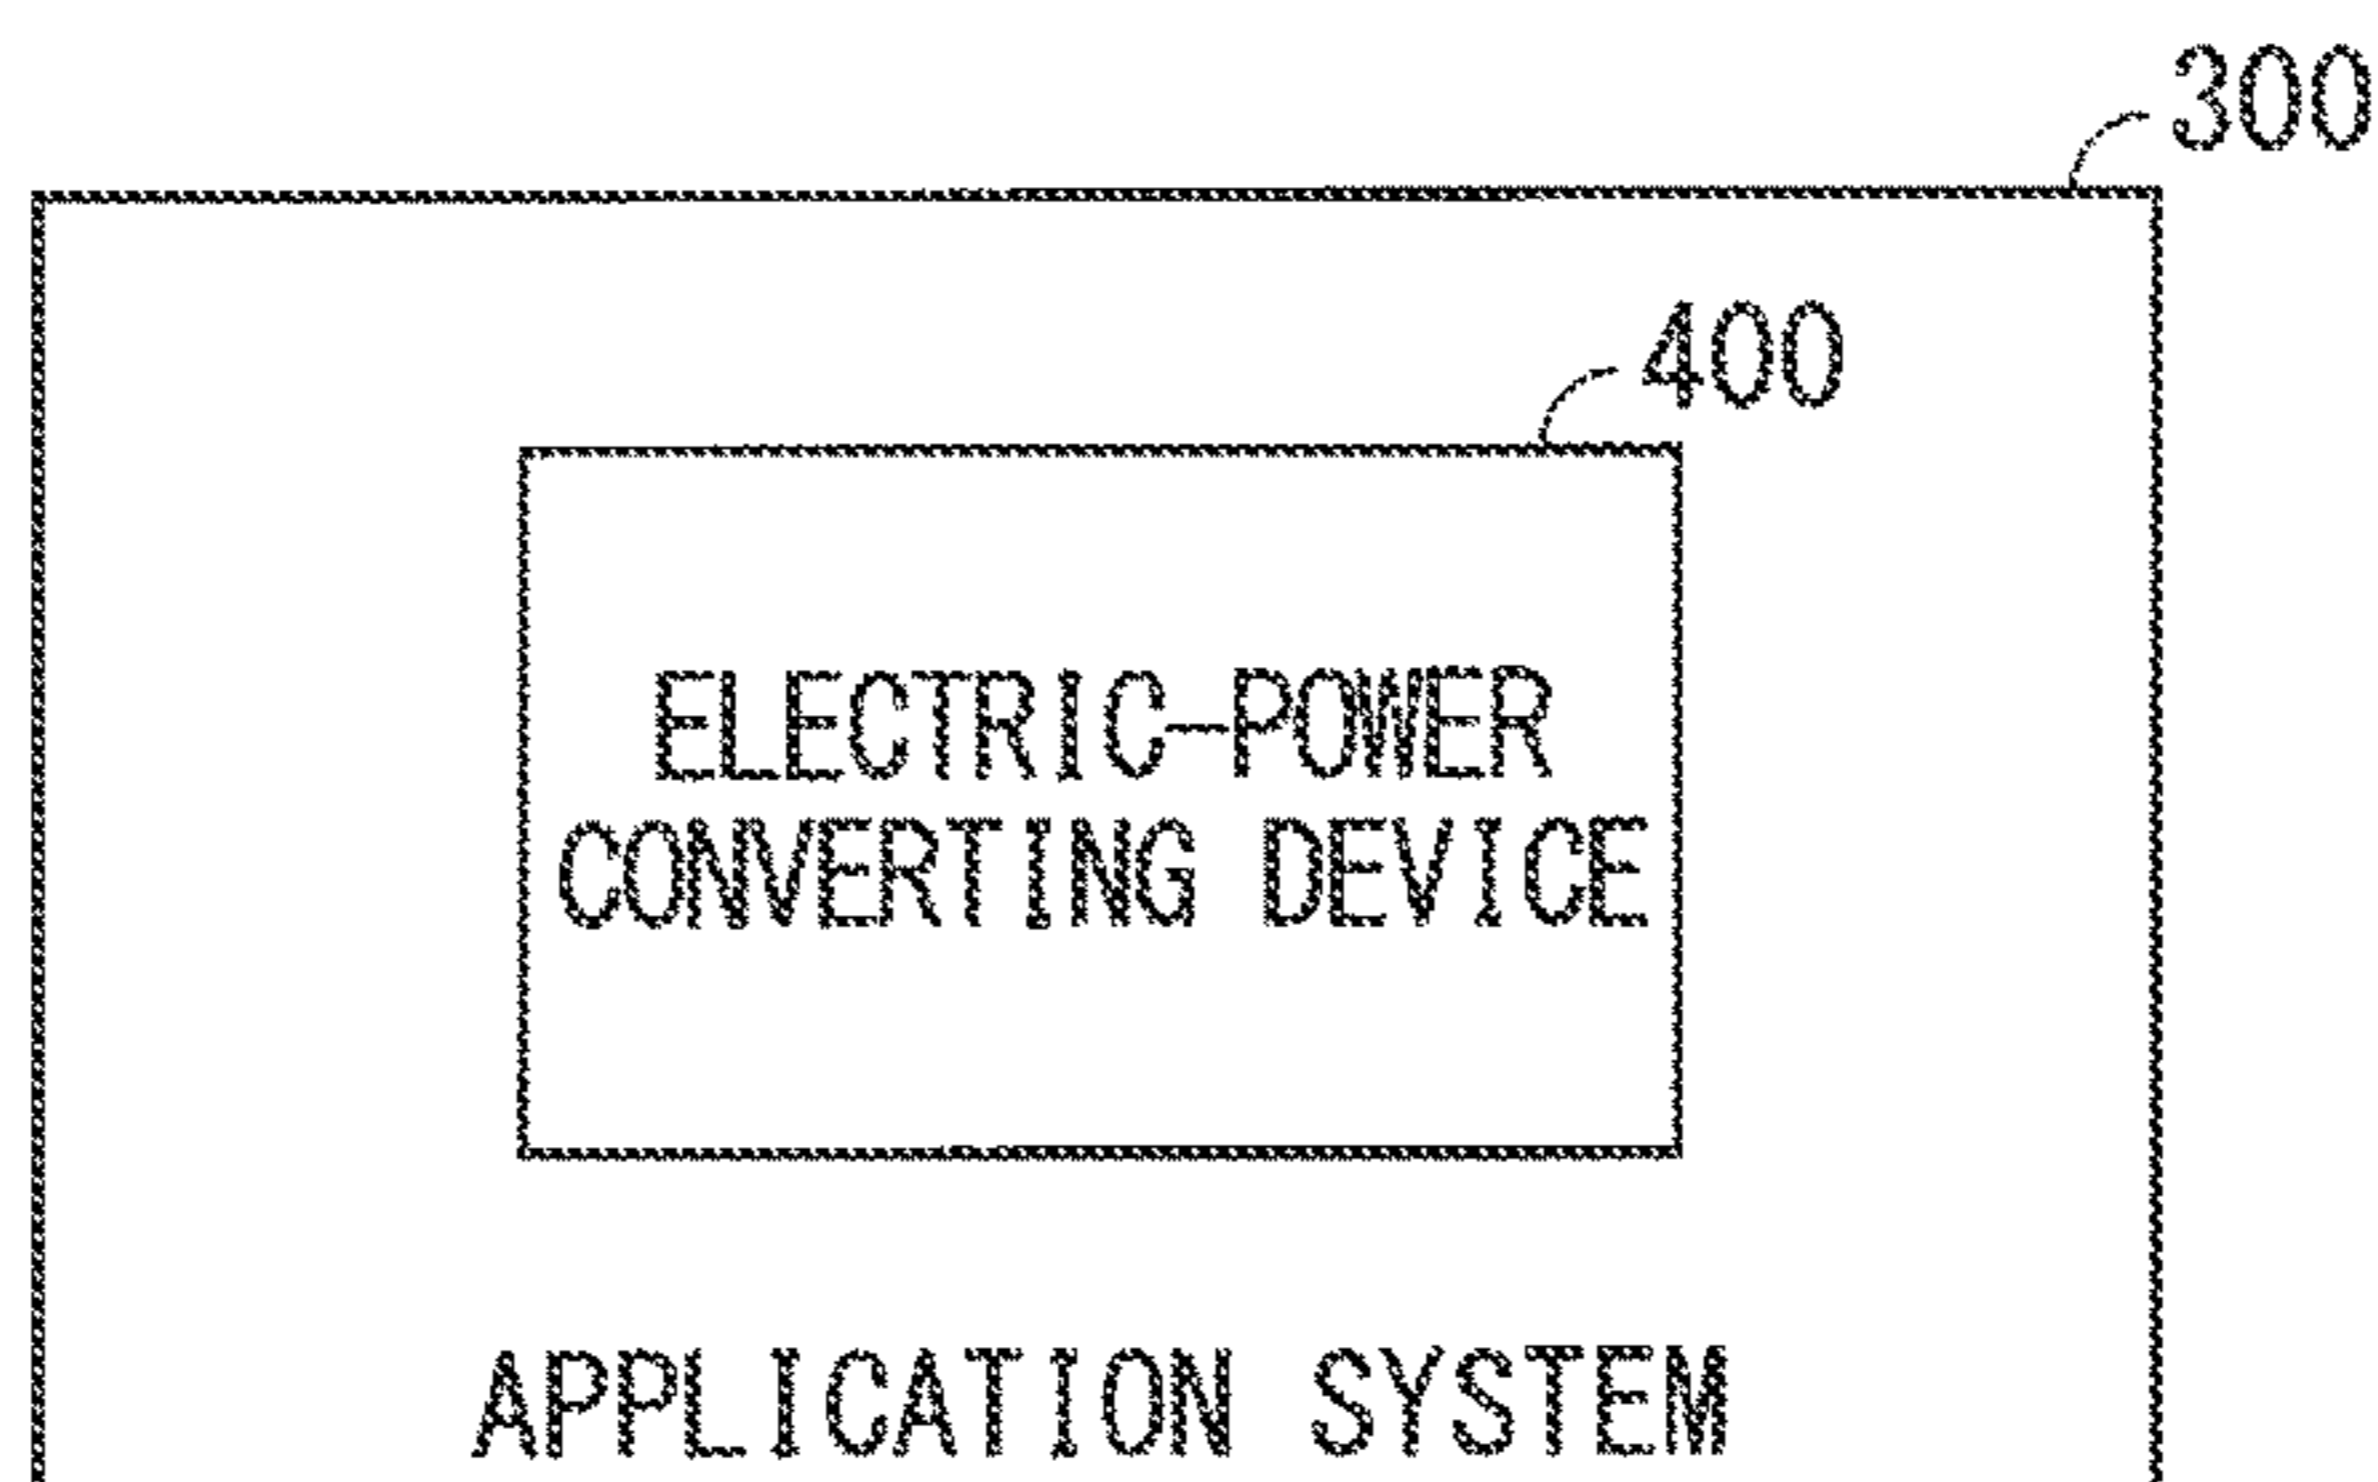 300
400
ELECTRIC-POWER
CONVERTING DEVICE
APPLICATION SYSTEM